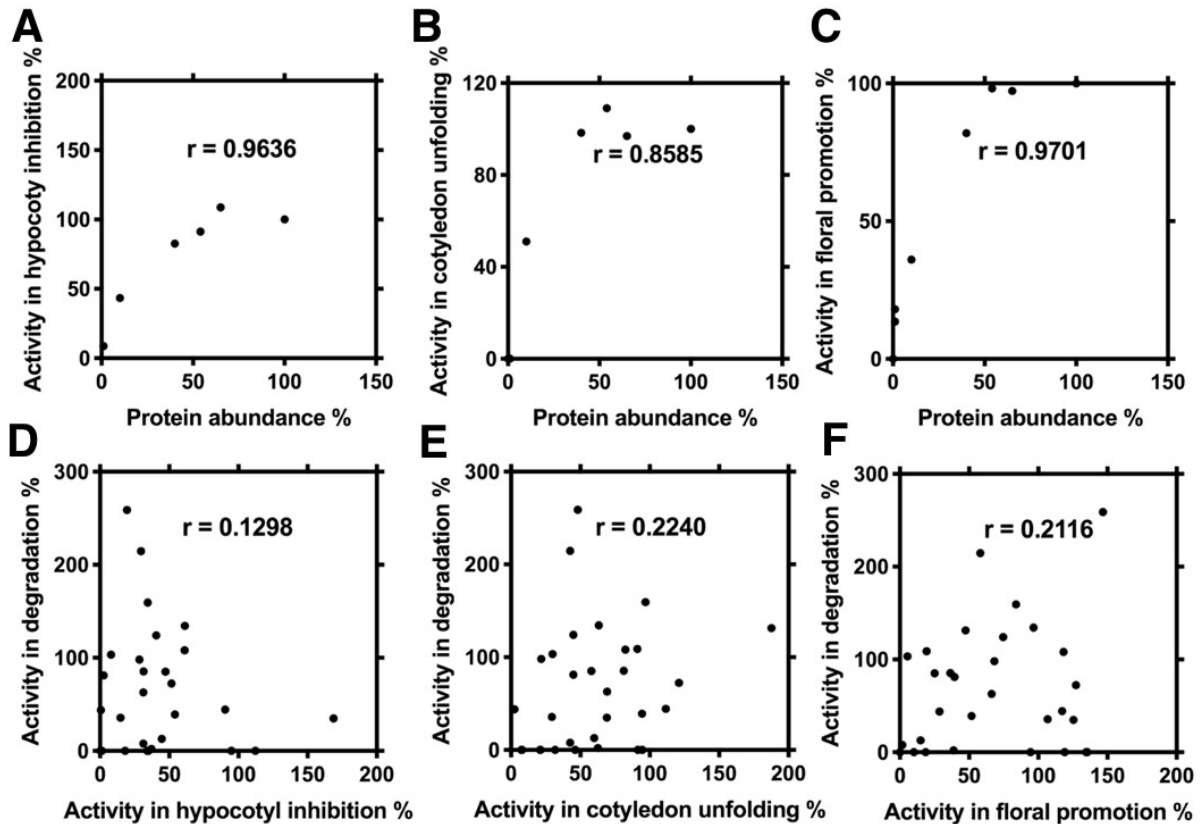 A
Activity in hypocoty inhibition %
200
150
100
50
0
r = 0.9636
0 50 100 150
Protein abundance %
B
Activity in cotyledon unfolding %
120
80
40
0
r = 0.8585
0 50 100 150
Protein abundance %
C
Activity in floral promotion %
100
50
0
r = 0.9701
0 50 100 150
Protein abundance %
D
Activity in degradation %
300
200
100
0
r = 0.1298
0 50 100 150 200
Activity in hypocotyl inhibition %
E
Activity in degradation %
300
200
100
0
r = 0.2240
0 50 100 150 200
Activity in cotyledon unfolding %
F
Activity in degradation %
300
200
100
0
r = 0.2116
0 50 100 150 200
Activity in floral promotion %